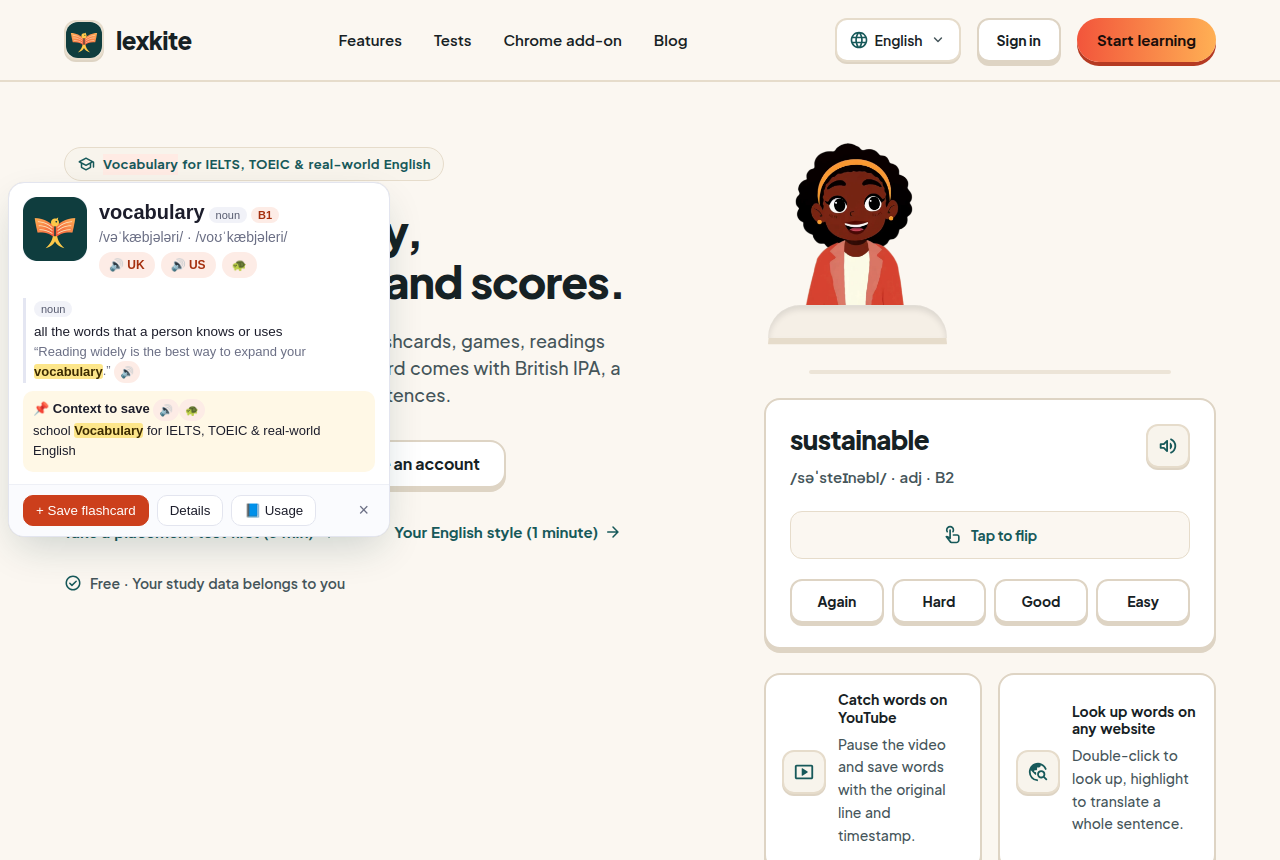 lexkite
Features
Tests
Chrome add-on
Blog
English
Sign in
Start learning
Vocabulary for IELTS, TOEIC & real-world English
vocabulary noun B1
/vəˈkæbjələri/ · /voʊˈkæbjəleri/
🔊 UK
🔊 US
🐢
noun
all the words that a person knows or uses
“Reading widely is the best way to expand your
vocabulary.” 🔊
📌 Context to save 🔊 🐢
school Vocabulary for IELTS, TOEIC & real-world
English
+ Save flashcard
Details
📘 Usage
×
y,
and scores.
shcards, games, readings
rd comes with British IPA, a
tences.
an account
Your English style (1 minute) →
Free · Your study data belongs to you
sustainable
/səˈsteɪnəbl/ · adj · B2
Tap to flip
Again
Hard
Good
Easy
Catch words on
YouTube
Pause the video
and save words
with the original
line and
timestamp.
Look up words on
any website
Double-click to
look up, highlight
to translate a
whole sentence.